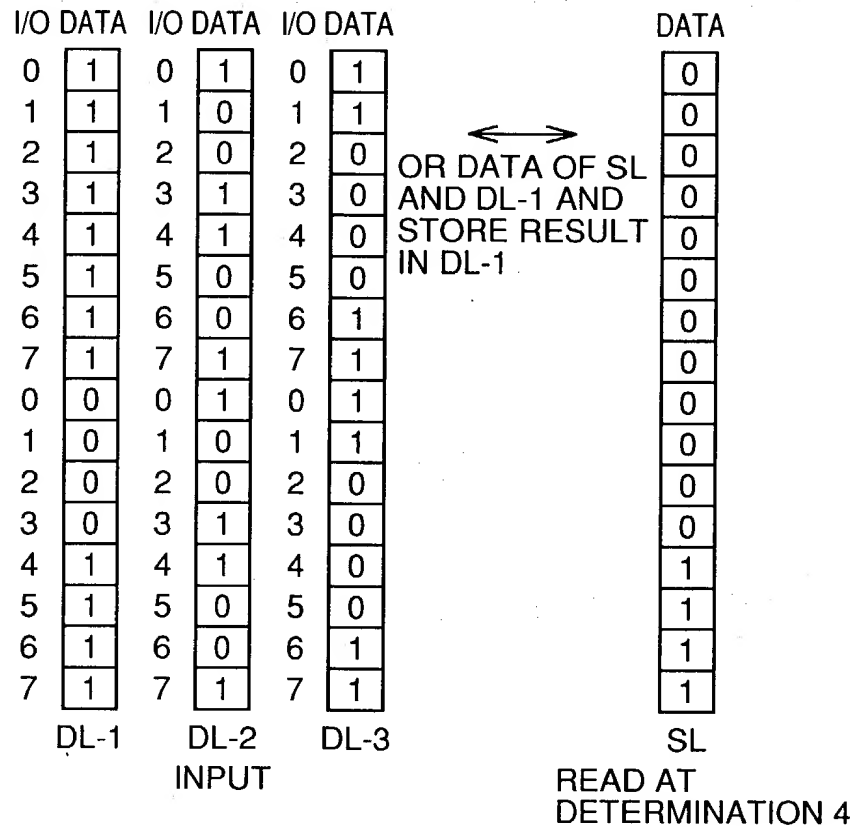 I/O DATA I/O DATA I/O DATA DATA
0 1 0 1 0 1 0
1 1 1 0 1 1 0
2 1 2 0 2 0 0
3 1 3 1 3 0 0
4 1 4 1 4 0 0
5 1 5 0 5 0 0
6 1 6 0 6 1 0
7 1 7 1 7 1 0
0 0 0 1 0 1 0
1 0 1 0 1 1 0
2 0 2 0 2 0 0
3 0 3 1 3 0 0
4 1 4 1 4 0 1
5 1 5 0 5 0 1
6 1 6 0 6 1 1
7 1 7 1 7 1 1
OR DATA OF SL
AND DL-1 AND
STORE RESULT
IN DL-1
DL-1 DL-2 DL-3 SL
INPUT
READ AT
DETERMINATION 4